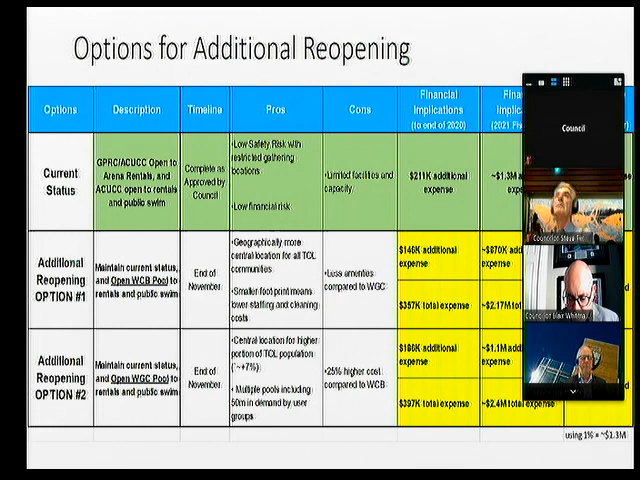 Options for Additional Reopening
Options
Description
Timeline
Pros
Cons
Financial
Implications
(to end of 2020)
(2021
Council
Current
Status
GPRC/ACUCC Open to
Arena Rentals, and
ACUCC open to rentals
and public swim
Complete as
Approved by
Council
•Low Safety Risk with
restricted gathering
locations
•Low financial risk.
•Limited facilities and
capacity.
$211K additional
expense
~$1.3M
Additional
Reopening
OPTION #1
Maintain current status,
and Open WCB Pool to
rentals and public swim
End of
November
•Geographically more
central location for all TCL
communities
•Smaller foot print means
lower staffing and cleaning
costs
•Less amenities
compared to WGC
$146K additional
expense
$357K total expense
~$870K
expense
~$2.17M
Additional
Reopening
OPTION #2
Maintain current status,
and Open WGC Pool to
rentals and public swim
End of
November
•Central location for higher
portion of TCL population
(~+7%)
• Multiple pools including
50m in demand by user
groups
•25% higher cost
compared to WCB
$186K additional
expense
$397K total expense
~$1.1M
expense
~$2.4M total expense
Councillor Steve
Councillor Blair
using 1% = ~$1.3M